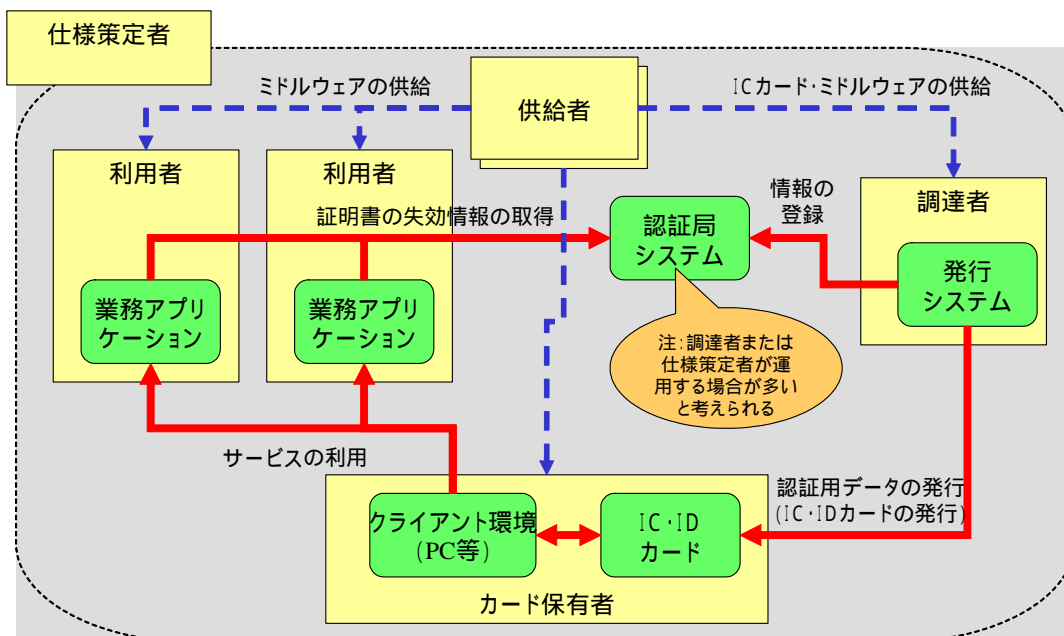 仕様策定者
ミドルウェアの供給
供給者
ICカード・ミドルウェアの供給
利用者
利用者
情報の
登録
調達者
証明書の失効情報の取得
認証局
システム
発行
システム
業務アプリ
ケーション
業務アプリ
ケーション
注:調達者または
仕様策定者が運
用する場合が多い
と考えられる
サービスの利用
認証用データの発行
(IC・IDカードの発行)
クライアント環境
(PC等)
IC・ID
カード
カード保有者